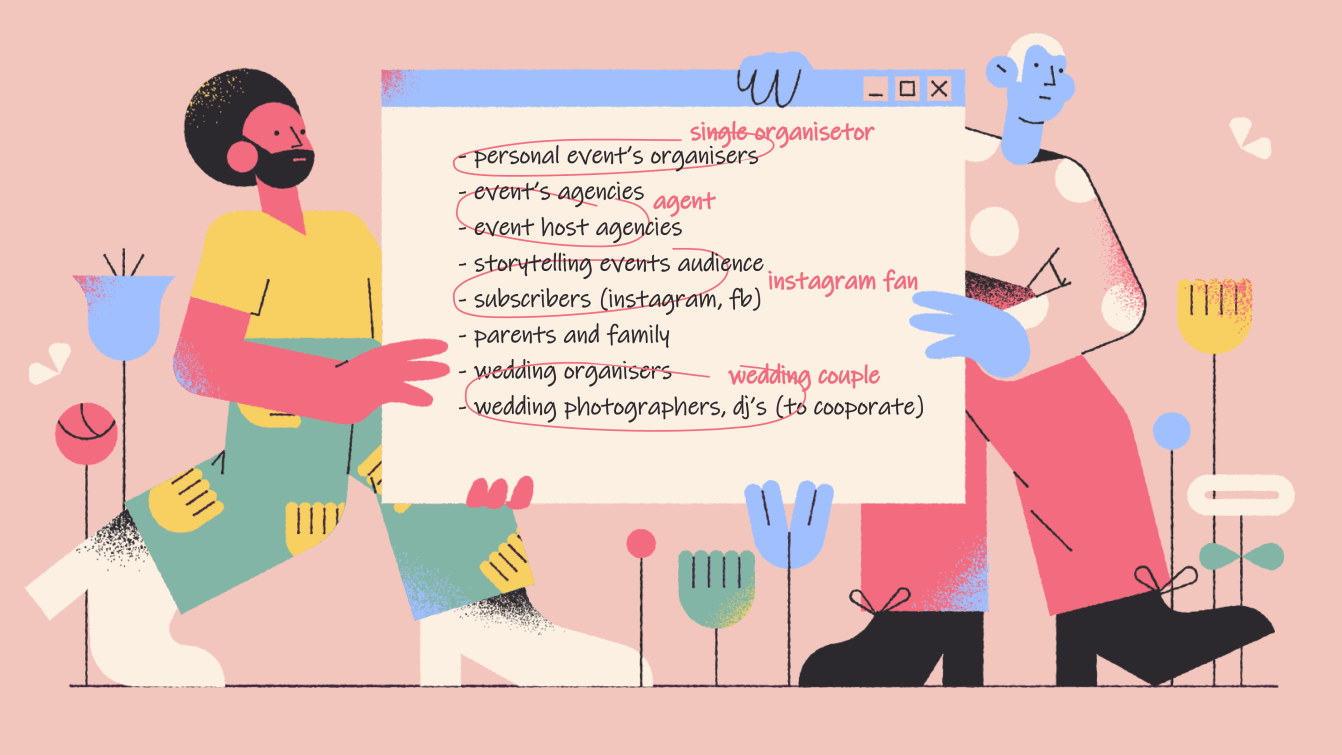 single organisetor
- personal event's organisers
- event's agencies
agent
- event host agencies
- storytelling events audience
instagram fan
- subscribers (instagram, fb)
- parents and family
- wedding organisers
wedding couple
- wedding photographers, dj's (to cooporate)